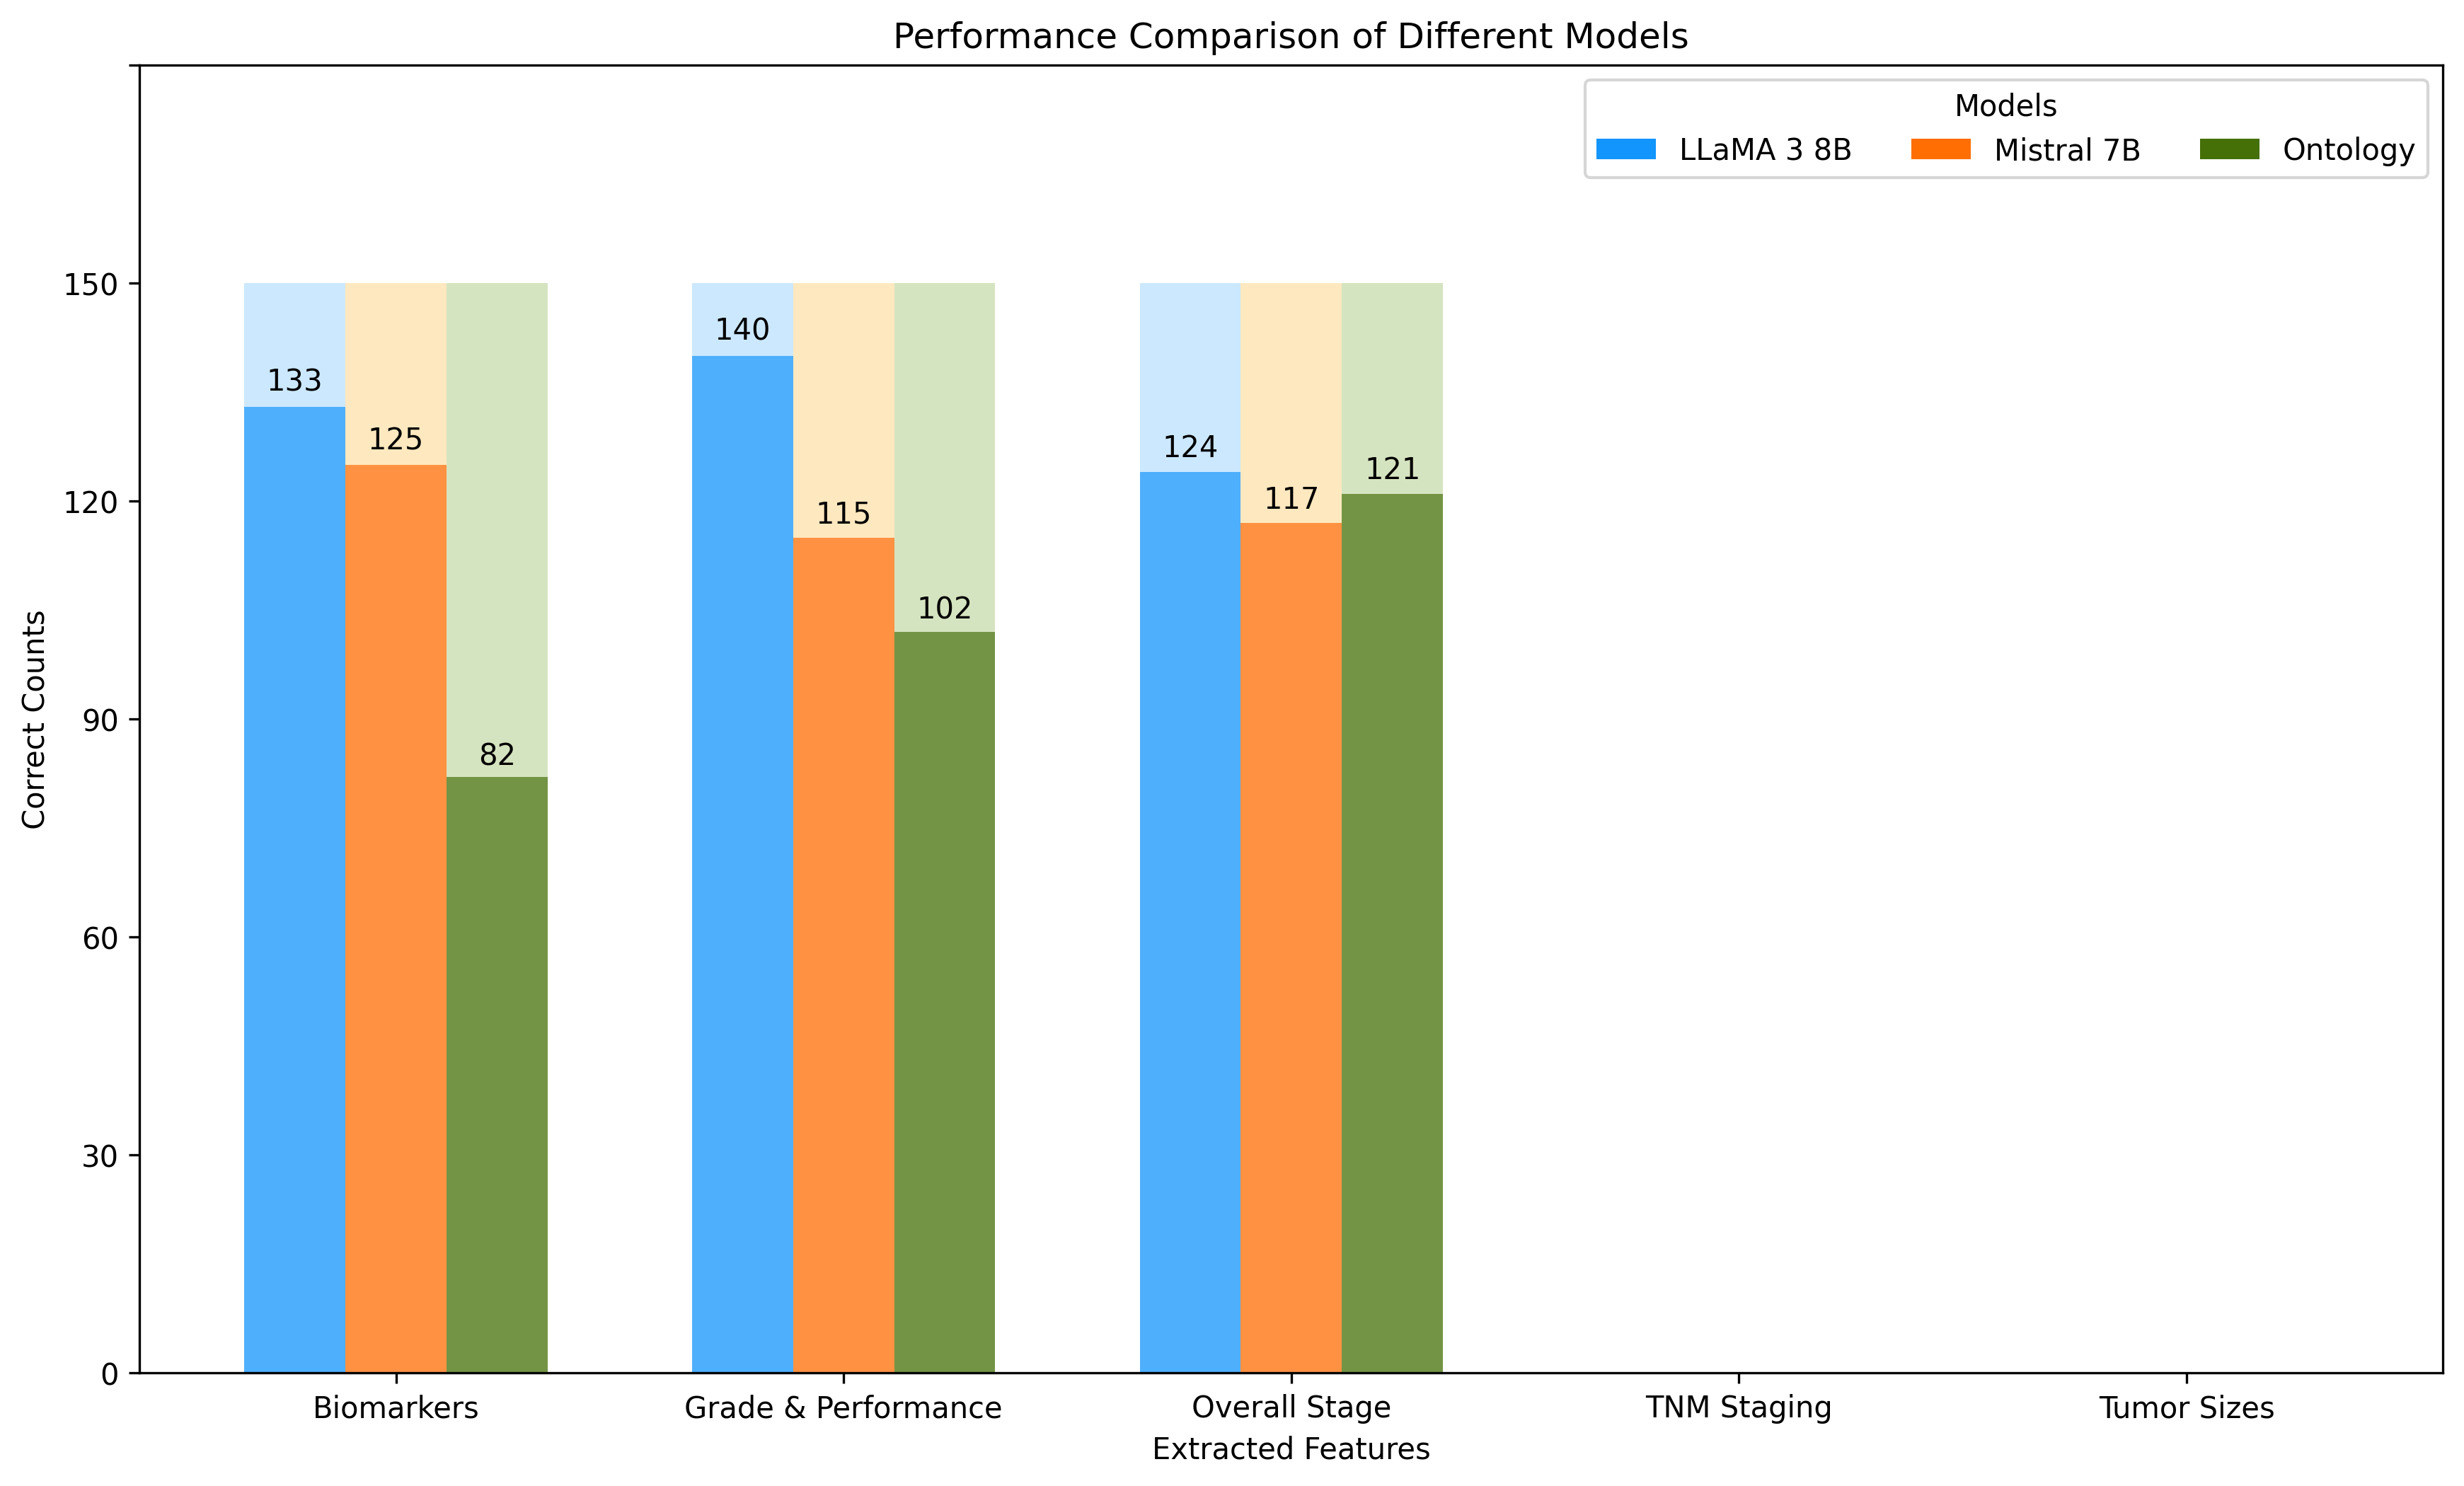 Performance Comparison of Different Models
Models
LLaMA 3 8B Mistral 7B Ontology
150
120
90
60
30
0
Correct Counts
133
125
82
140
115
102
124
117
121
Biomarkers Grade & Performance Overall Stage TNM Staging Tumor Sizes
Extracted Features